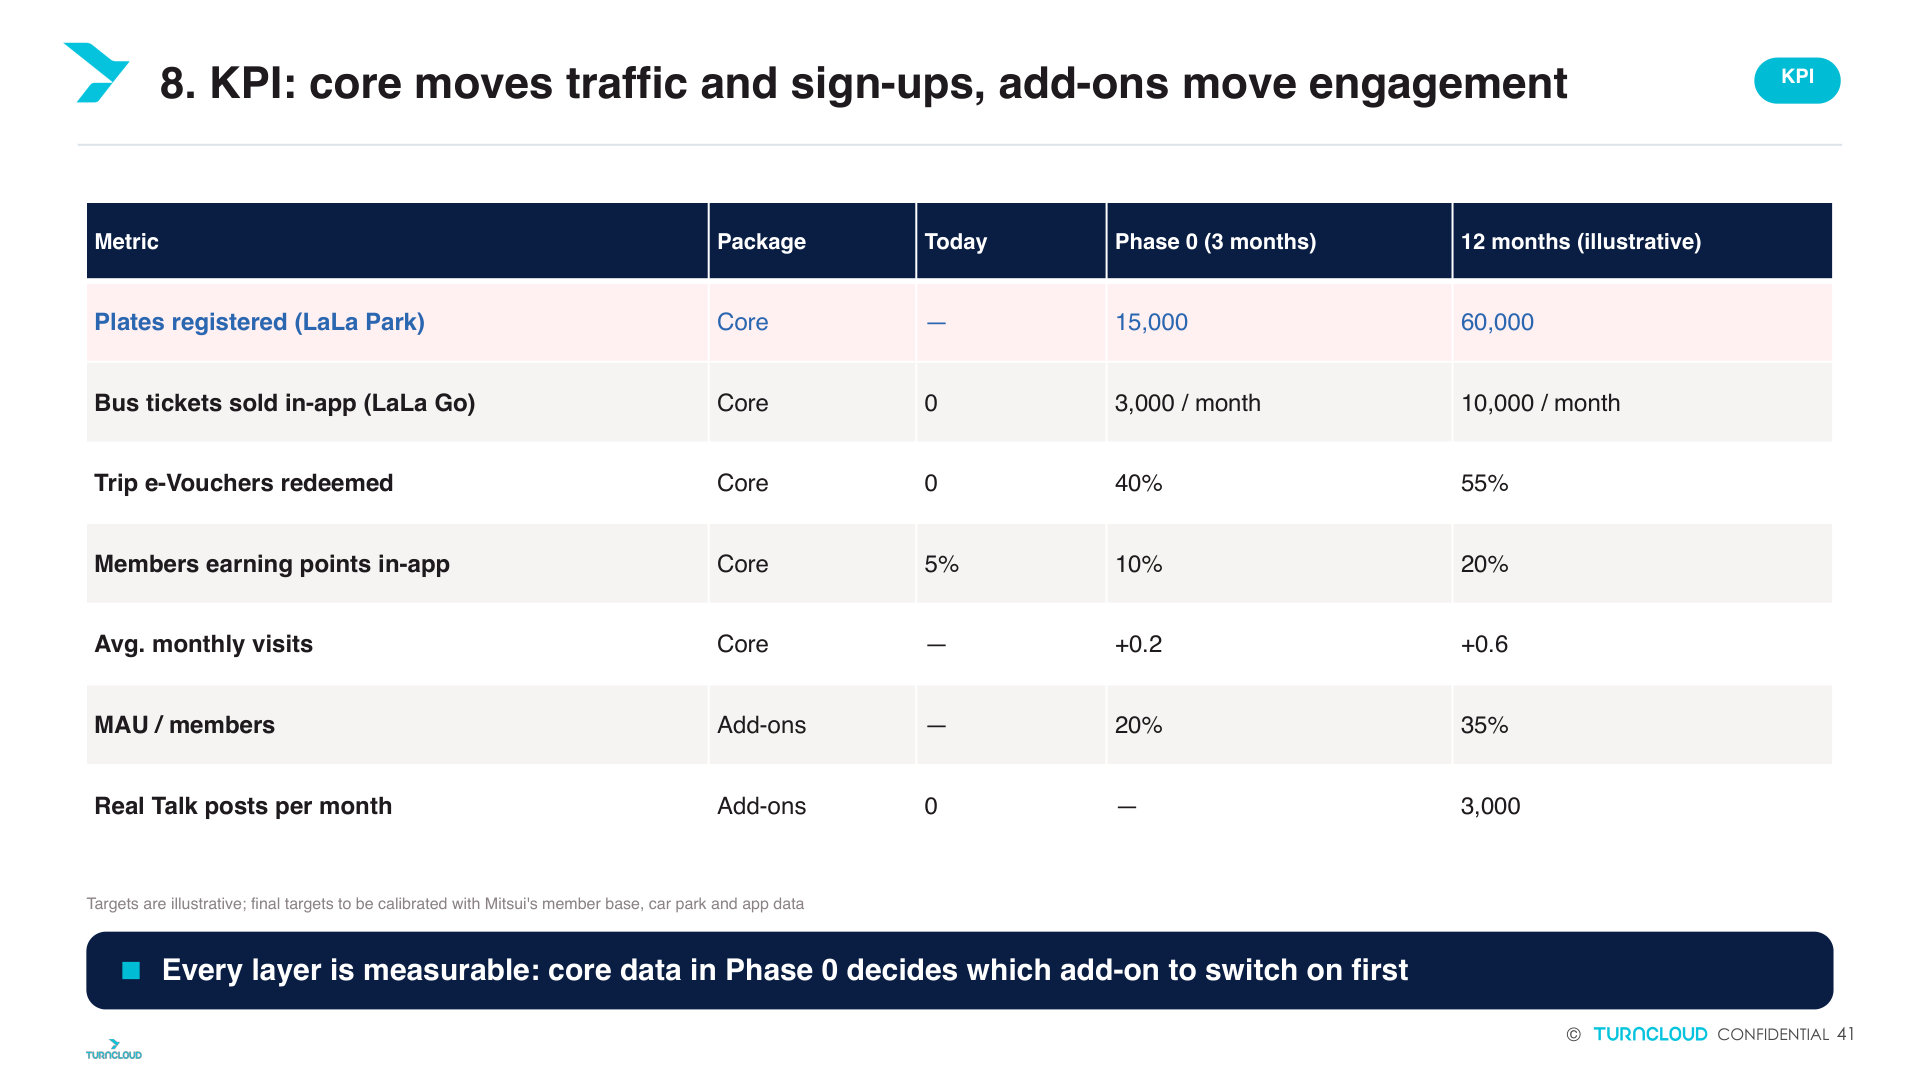 8. KPI: core moves traffic and sign-ups, add-ons move engagement
KPI
Metric Package Today Phase 0 (3 months) 12 months (illustrative)
Plates registered (LaLa Park) Core — 15,000 60,000
Bus tickets sold in-app (LaLa Go) Core 0 3,000 / month 10,000 / month
Trip e-Vouchers redeemed Core 0 40% 55%
Members earning points in-app Core 5% 10% 20%
Avg. monthly visits Core — +0.2 +0.6
MAU / members Add-ons — 20% 35%
Real Talk posts per month Add-ons 0 — 3,000
Targets are illustrative; final targets to be calibrated with Mitsui's member base, car park and app data
Every layer is measurable: core data in Phase 0 decides which add-on to switch on first
© TURNCLOUD CONFIDENTIAL 41
TURNCLOUD